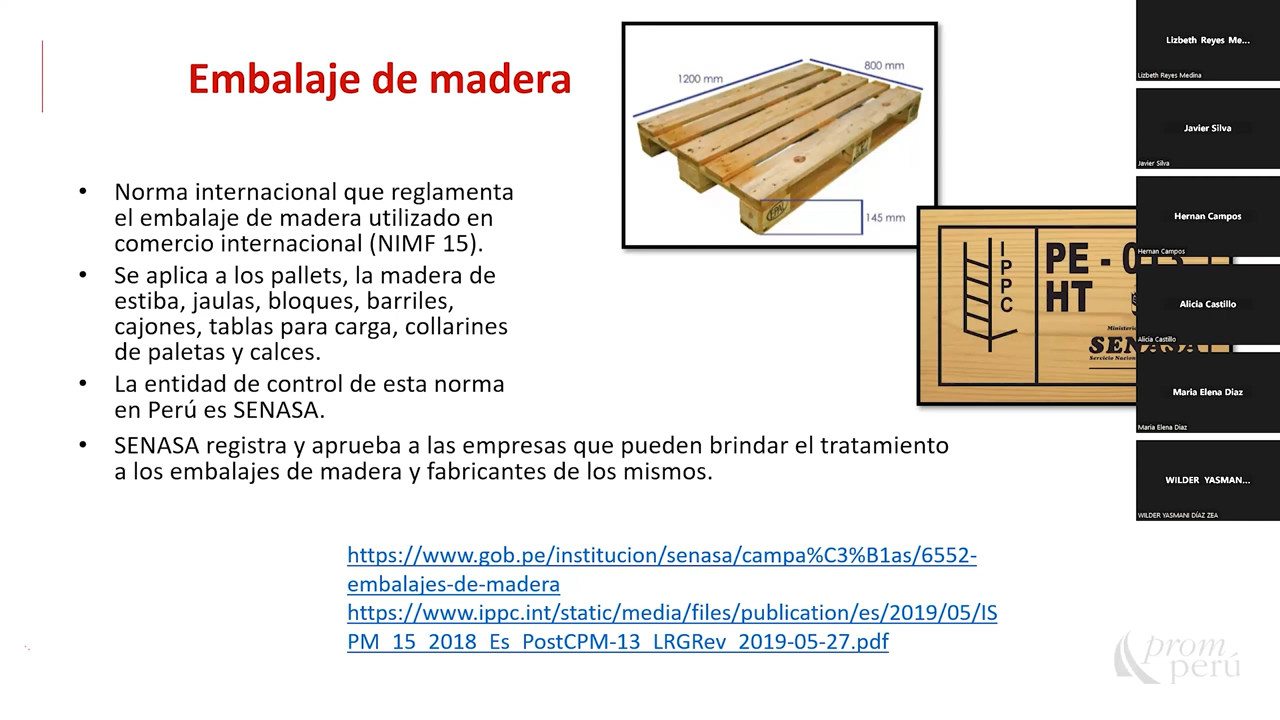 Embalaje de madera
• Norma internacional que reglamenta
el embalaje de madera utilizado en
comercio internacional (NIMF 15).
• Se aplica a los pallets, la madera de
estiba, jaulas, bloques, barriles,
cajones, tablas para carga, collarines
de paletas y calces.
• La entidad de control de esta norma
en Perú es SENASA.
• SENASA registra y aprueba a las empresas que pueden brindar el tratamiento
a los embalajes de madera y fabricantes de los mismos.
https://www.gob.pe/institucion/senasa/campa%C3%B1as/6552-
embalajes-de-madera
https://www.ippc.int/static/media/files/publication/es/2019/05/IS
PM_15_2018_Es_PostCPM-13_LRGRev_2019-05-27.pdf
1200 mm
800 mm
145 mm
IPPC
PE -
HT
SENASA
Lizbeth Reyes Me...
Lizbeth Reyes Medina
Javier Silva
Javier Silva
Hernan Campos
Hernan Campos
Alicia Castillo
Alicia Castillo
Maria Elena Diaz
Maria Elena Diaz
WILDER YASMAN...
WILDER YASMANI DÍAZ ZEA
prom
perú